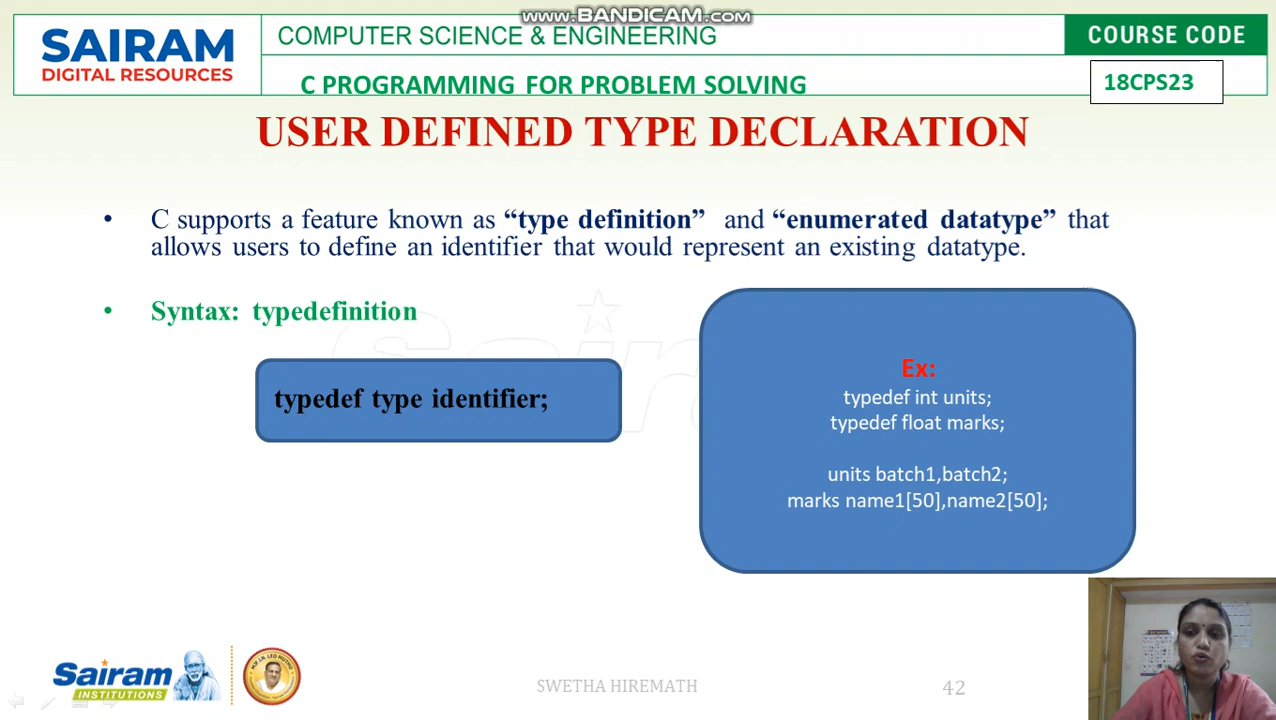 www.BANDICAM.com
SAIRAM
DIGITAL RESOURCES
COMPUTER SCIENCE & ENGINEERING
COURSE CODE
C PROGRAMMING FOR PROBLEM SOLVING
18CPS23
USER DEFINED TYPE DECLARATION
• C supports a feature known as “type definition” and “enumerated datatype” that
allows users to define an identifier that would represent an existing datatype.
• Syntax: typedefinition
typedef type identifier;
Ex:
typedef int units;
typedef float marks;
units batch1,batch2;
marks name1[50],name2[50];
Sairam
INSTITUTIONS
SWETHA HIREMATH
42